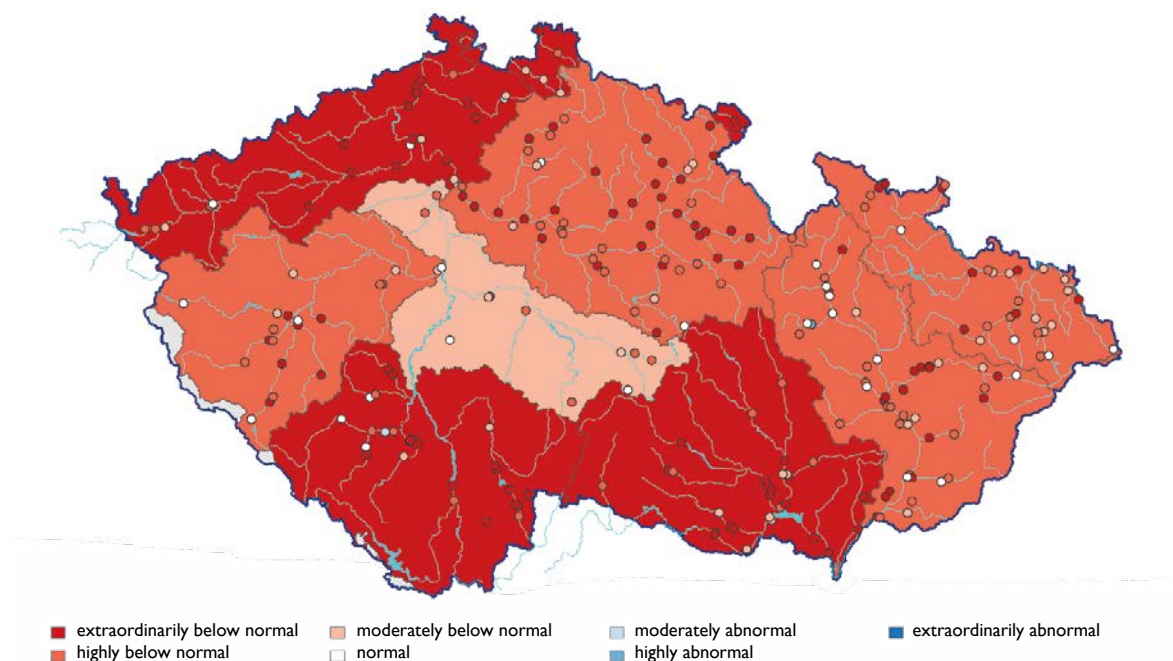 extraordinarily below normal
moderately below normal
moderately abnormal
extraordinarily abnormal
highly below normal
normal
highly abnormal